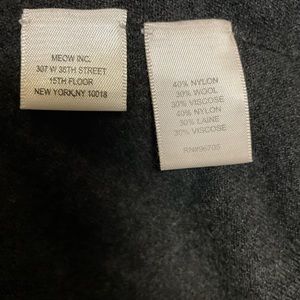 MEOW INC.
307 W 36TH STREET
15TH FLOOR
NEW YORK,NY 10018
40% NYLON
30% WOOL
30% VISCOSE
40% NYLON
30% LAINE
30% VISCOSE
RN#96705